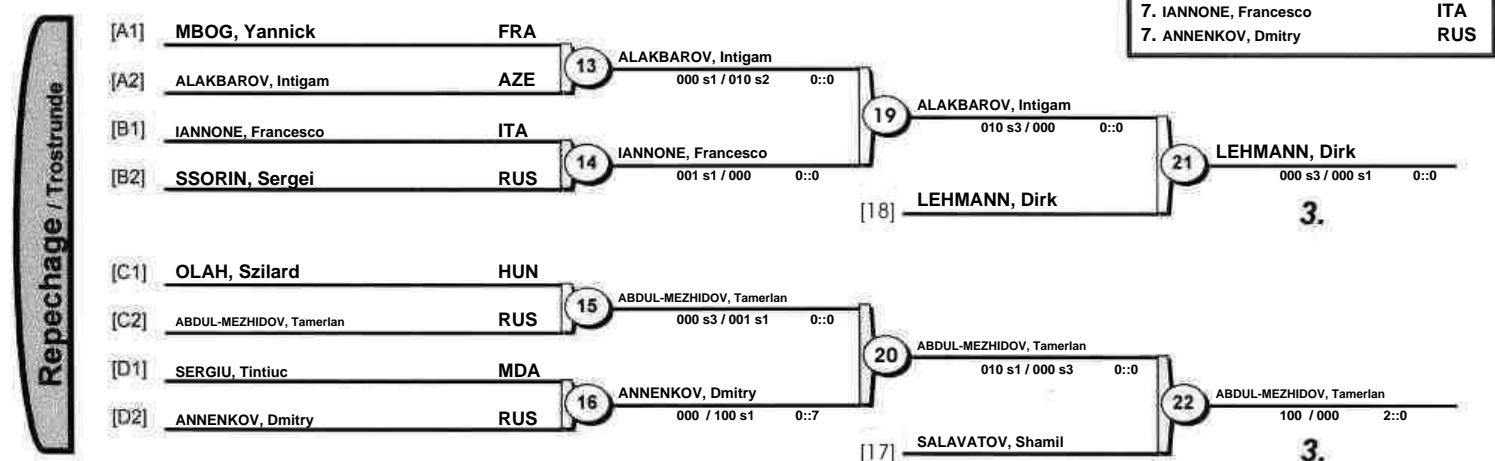 7. IANNONE, Francesco ITA
7. ANNENKOV, Dmitry RUS
Repechage / Trostrunde
[A1] MBOG, Yannick FRA
13 ALAKBAROV, Intigam
000 s1 / 010 s2 0::0
[A2] ALAKBAROV, Intigam AZE
19 ALAKBAROV, Intigam
010 s3 / 000 0::0
[B1] IANNONE, Francesco ITA
14 IANNONE, Francesco
001 s1 / 000 0::0
[B2] SSORIN, Sergei RUS
21 LEHMANN, Dirk
000 s3 / 000 s1 0::0
[18] LEHMANN, Dirk
3.
[C1] OLAH, Szilard HUN
15 ABDUL-MEZHIDOV, Tamerlan
000 s3 / 001 s1 0::0
[C2] ABDUL-MEZHIDOV, Tamerlan RUS
20 ABDUL-MEZHIDOV, Tamerlan
010 s1 / 000 s3 0::0
[D1] SERGIU, Tintiuc MDA
16 ANNENKOV, Dmitry
000 / 100 s1 0::7
[D2] ANNENKOV, Dmitry RUS
22 ABDUL-MEZHIDOV, Tamerlan
100 / 000 2::0
[17] SALAVATOV, Shamil
3.